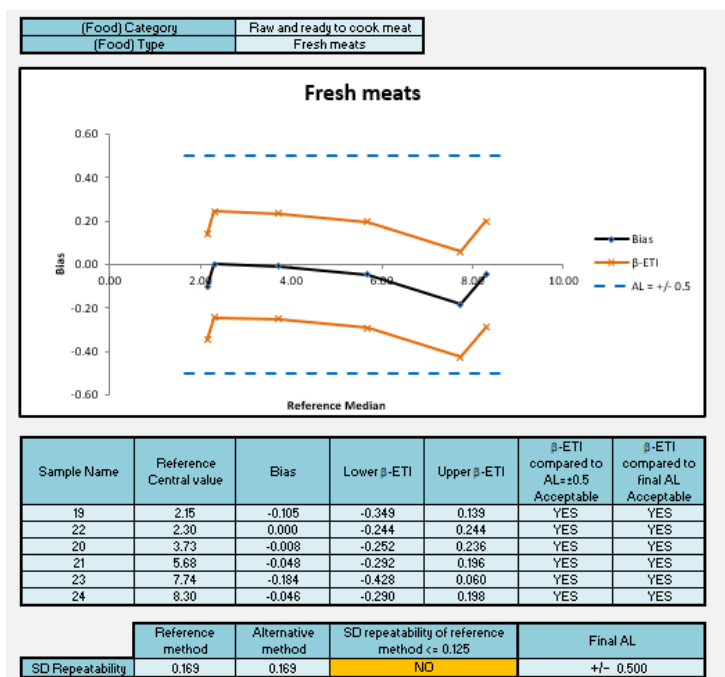 (Food) Category Raw and ready to cook meat
(Food) Type Fresh meats
Fresh meats
0.60
0.40
0.20
0.00
-0.20
-0.40
-0.60
0.00 2.00 4.00 6.00 8.00 10.00
Bias
Reference Median
Bias
β-ETI
AL = +/- 0.5
Sample Name Reference Central value Bias Lower β-ETI Upper β-ETI β-ETI compared to AL=±0.5 Acceptable β-ETI compared to final AL Acceptable
19 2.15 -0.105 -0.349 0.139 YES YES
22 2.30 0.000 -0.244 0.244 YES YES
20 3.73 -0.008 -0.252 0.236 YES YES
21 5.68 -0.048 -0.292 0.196 YES YES
23 7.74 -0.184 -0.428 0.060 YES YES
24 8.30 -0.046 -0.290 0.198 YES YES
Reference method Alternative method SD repeatability of reference method <= 0.125 Final AL
SD Repeatability 0.169 0.169 NO +/- 0.500